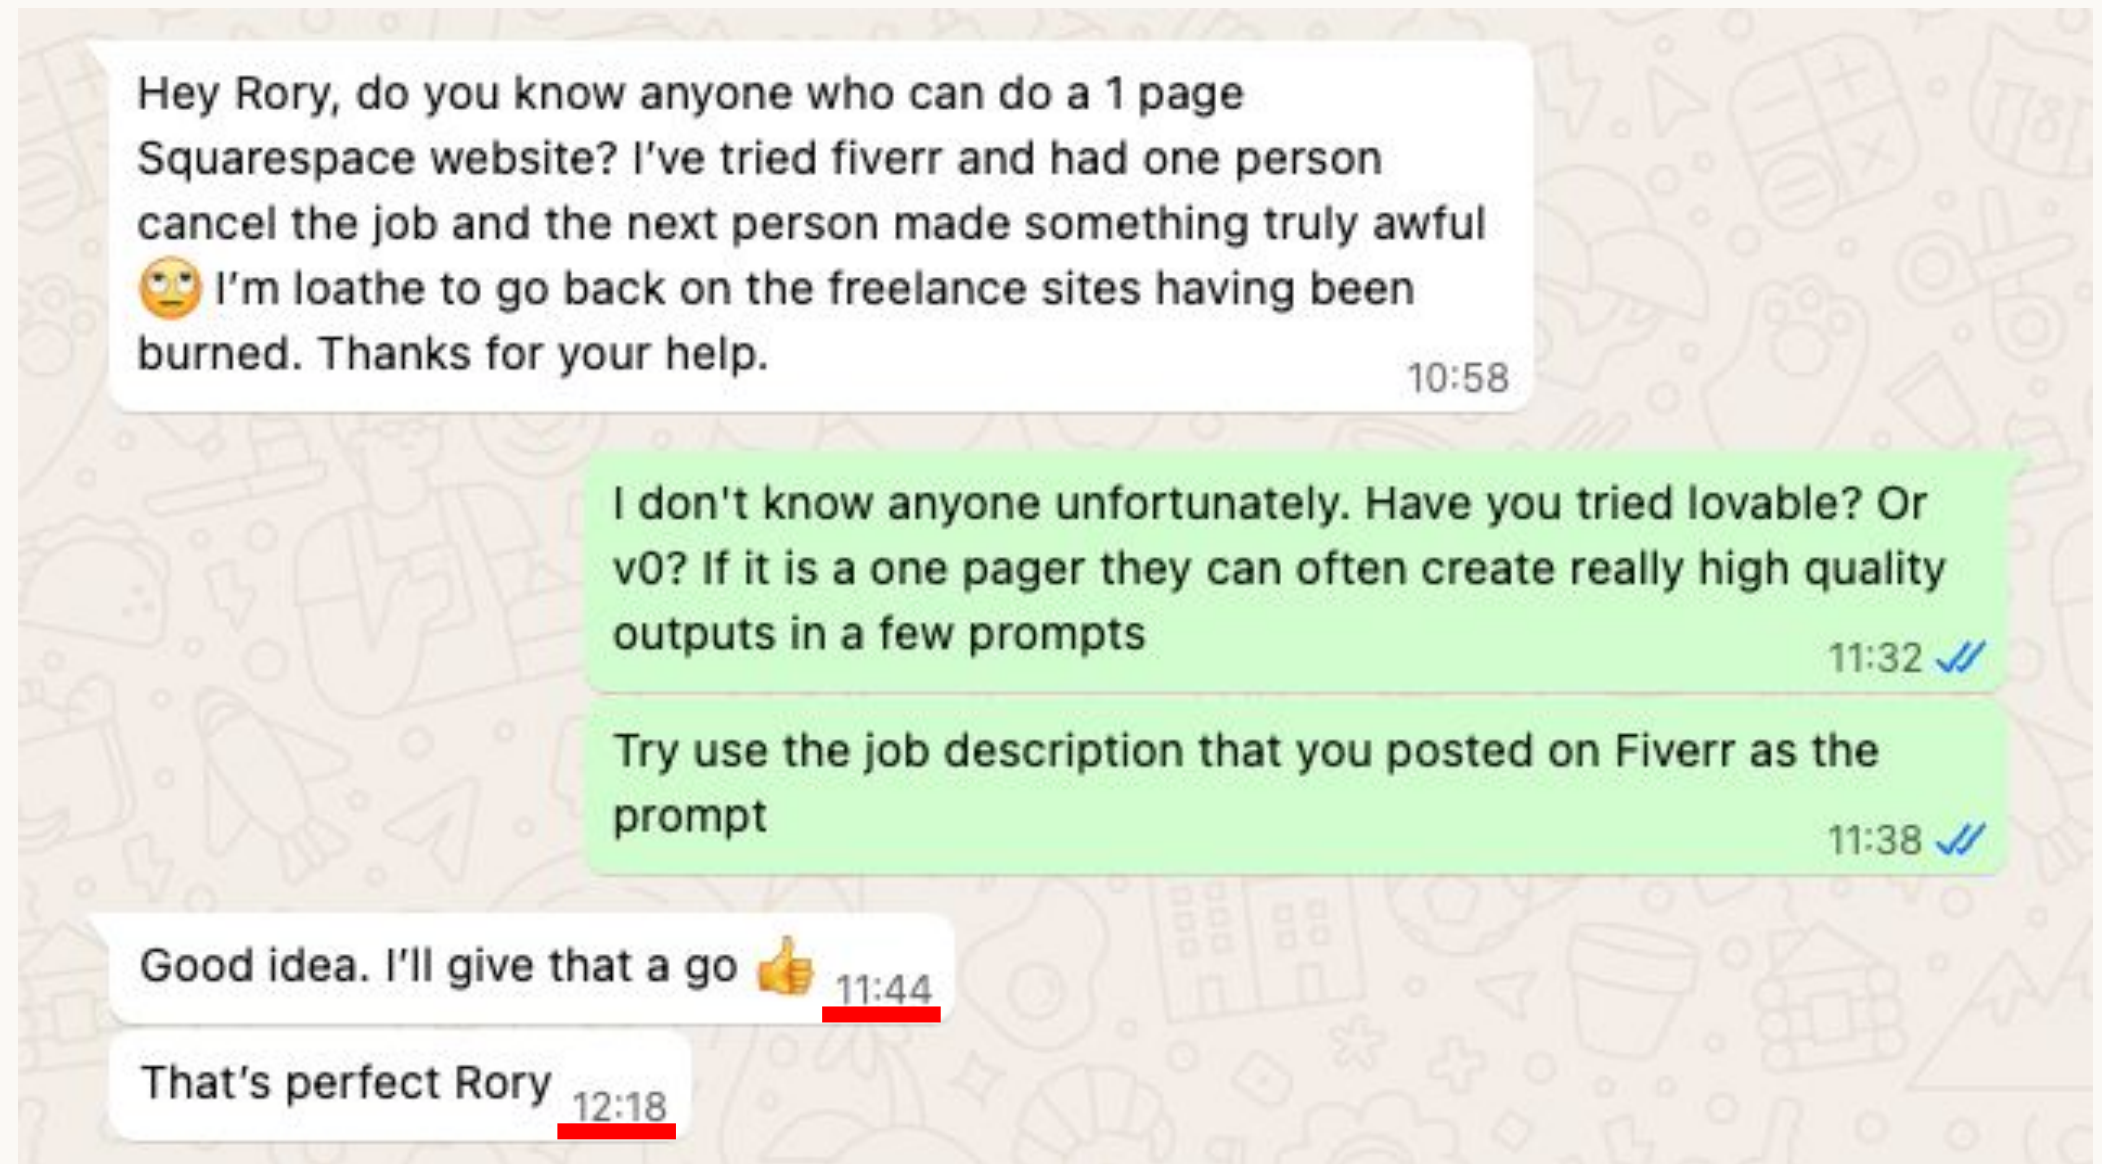 Hey Rory, do you know anyone who can do a 1 page
Squarespace website? I've tried fiverr and had one person
cancel the job and the next person made something truly awful
🙄 I'm loathe to go back on the freelance sites having been
burned. Thanks for your help.
10:58
I don't know anyone unfortunately. Have you tried lovable? Or
v0? If it is a one pager they can often create really high quality
outputs in a few prompts
11:32
Try use the job description that you posted on Fiverr as the
prompt
11:38
Good idea. I'll give that a go 👍 11:44
That's perfect Rory 12:18